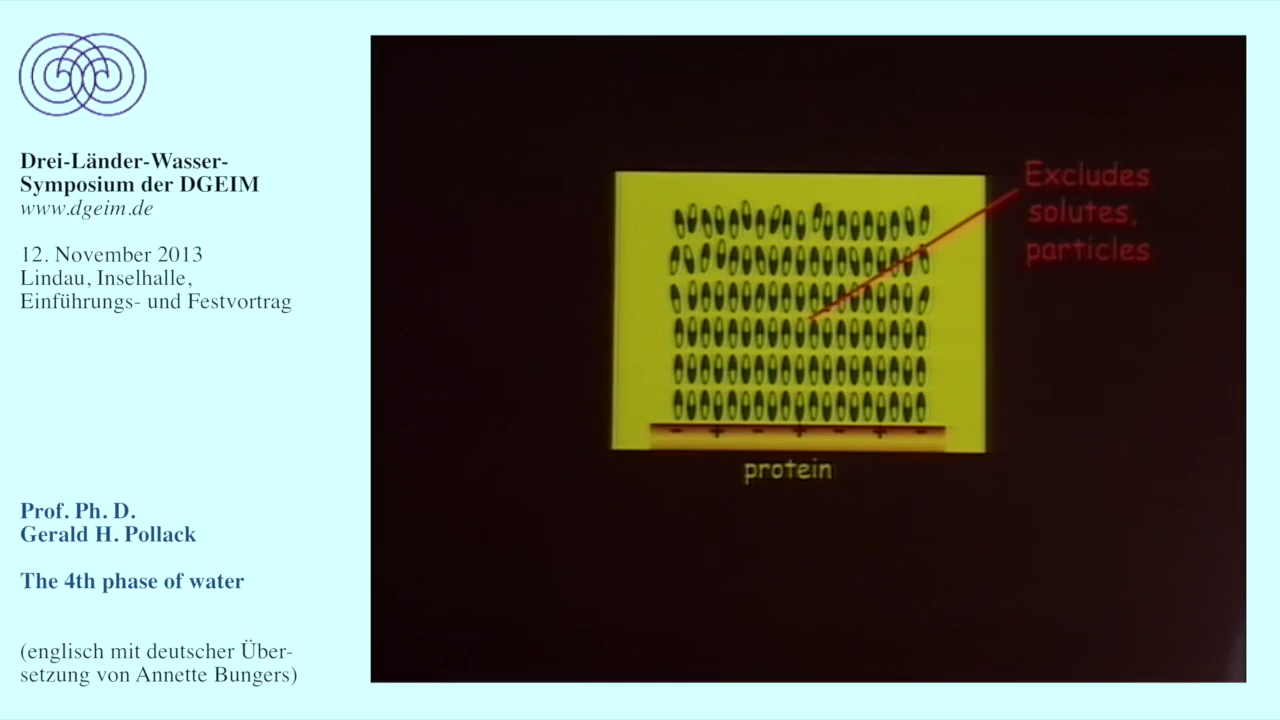 Drei-Länder-Wasser-
Symposium der DGEIM
www.dgeim.de
12. November 2013
Lindau, Inselhalle,
Einführungs- und Festvortrag
Prof. Ph. D.
Gerald H. Pollack
The 4th phase of water
(englisch mit deutscher Über-
setzung von Annette Bungers)
Excludes
solutes,
particles
- + - + - + -
protein